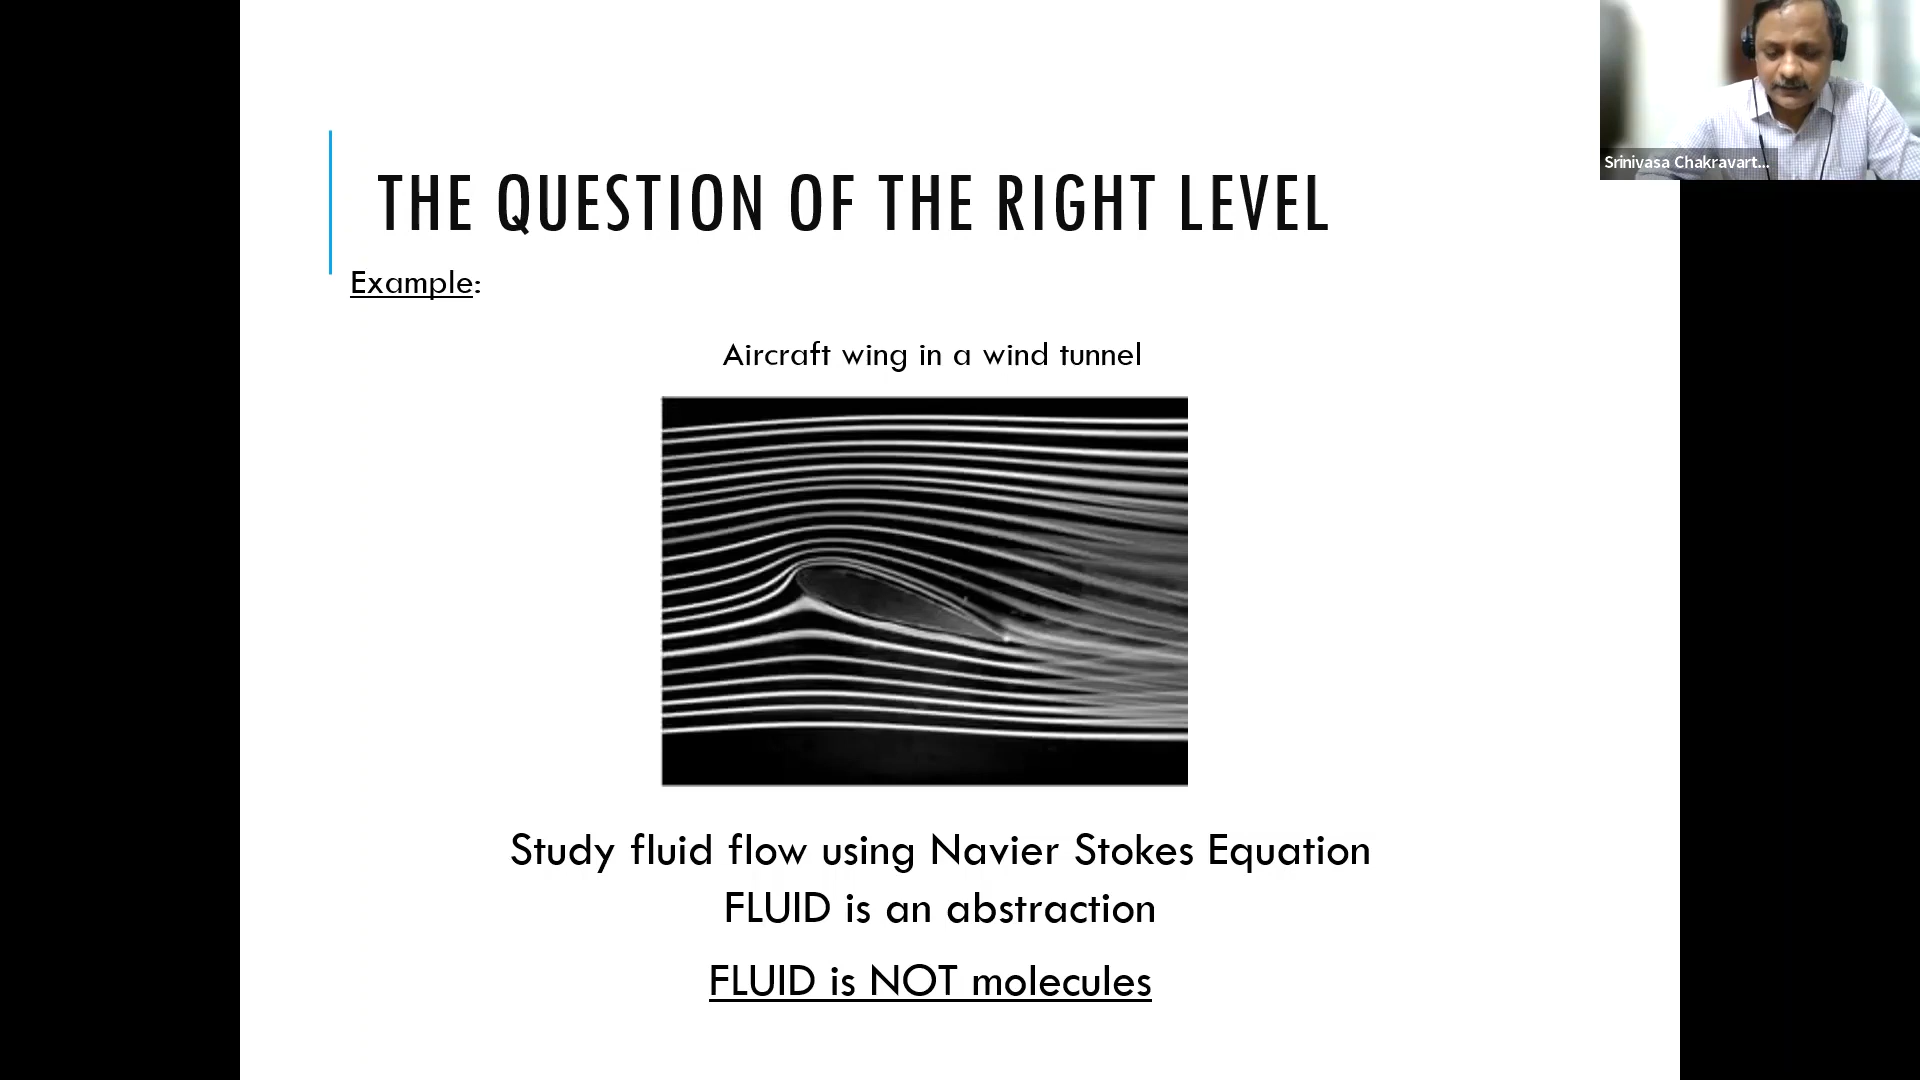 THE QUESTION OF THE RIGHT LEVEL
Example:
Aircraft wing in a wind tunnel
Study fluid flow using Navier Stokes Equation
FLUID is an abstraction
FLUID is NOT molecules
Srinivasa Chakravart...